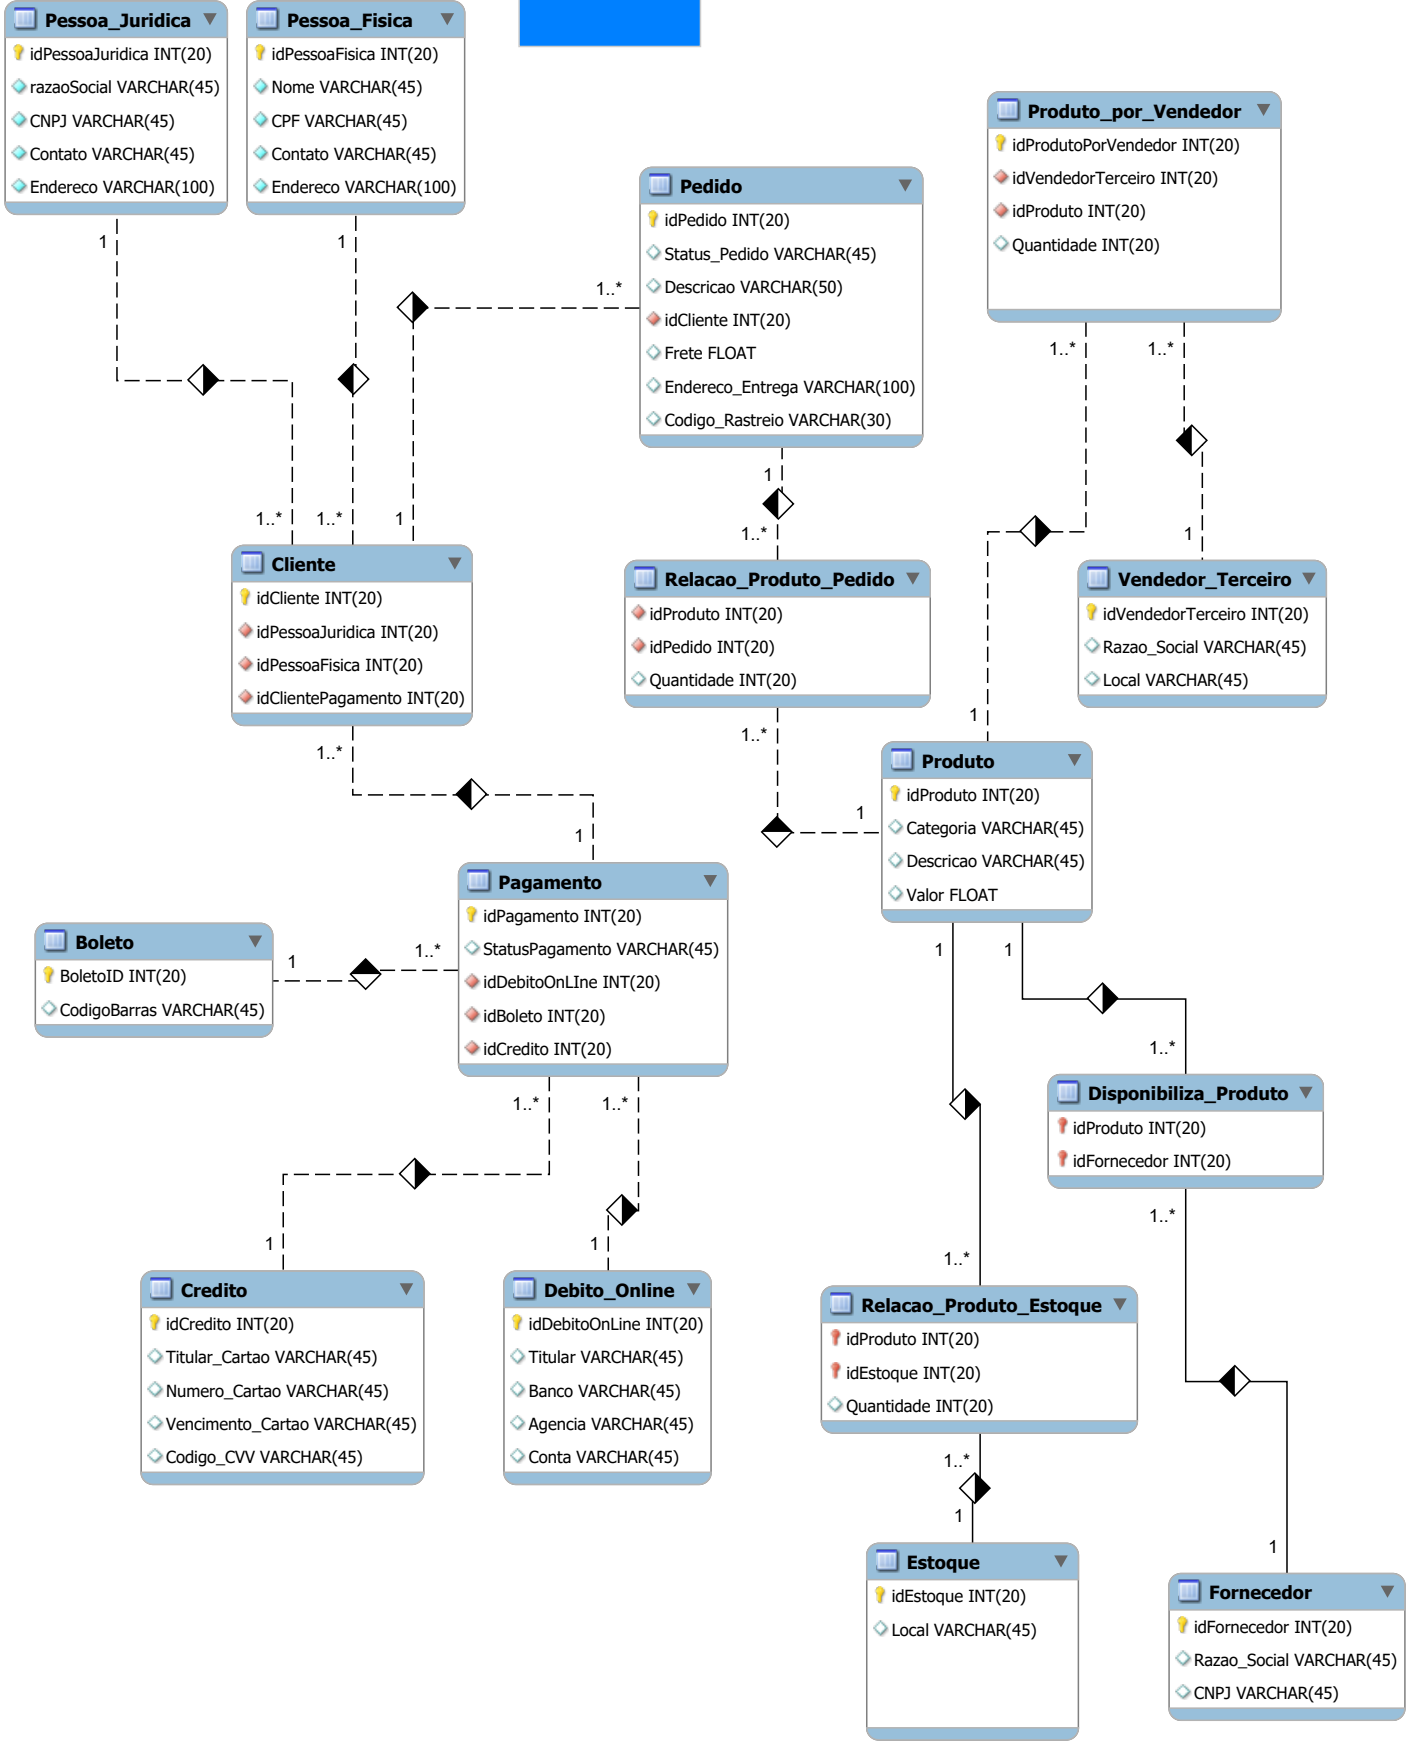 Pessoa_Juridica
idPessoaJuridica INT(20)
razaoSocial VARCHAR(45)
CNPJ VARCHAR(45)
Contato VARCHAR(45)
Endereco VARCHAR(100)
Pessoa_Fisica
idPessoaFisica INT(20)
Nome VARCHAR(45)
CPF VARCHAR(45)
Contato VARCHAR(45)
Endereco VARCHAR(100)
Pedido
idPedido INT(20)
Status_Pedido VARCHAR(45)
Descricao VARCHAR(50)
idCliente INT(20)
Frete FLOAT
Endereco_Entrega VARCHAR(100)
Codigo_Rastreio VARCHAR(30)
Produto_por_Vendedor
idProdutoPorVendedor INT(20)
idVendedorTerceiro INT(20)
idProduto INT(20)
Quantidade INT(20)
1
1
1..*
1..*
1..*
1..*
1..*
1
1
1..*
1
Cliente
idCliente INT(20)
idPessoaJuridica INT(20)
idPessoaFisica INT(20)
idClientePagamento INT(20)
Relacao_Produto_Pedido
idProduto INT(20)
idPedido INT(20)
Quantidade INT(20)
Vendedor_Terceiro
idVendedorTerceiro INT(20)
Razao_Social VARCHAR(45)
Local VARCHAR(45)
1..*
1..*
1
1
1
Produto
idProduto INT(20)
Categoria VARCHAR(45)
Descricao VARCHAR(45)
Valor FLOAT
Pagamento
idPagamento INT(20)
StatusPagamento VARCHAR(45)
idDebitoOnLIne INT(20)
idBoleto INT(20)
idCredito INT(20)
Boleto
BoletoID INT(20)
CodigoBarras VARCHAR(45)
1
1..*
1
1
1..*
1..*
1..*
Disponibiliza_Produto
idProduto INT(20)
idFornecedor INT(20)
1
1
1..*
1..*
Credito
idCredito INT(20)
Titular_Cartao VARCHAR(45)
Numero_Cartao VARCHAR(45)
Vencimento_Cartao VARCHAR(45)
Codigo_CVV VARCHAR(45)
Debito_Online
idDebitoOnLine INT(20)
Titular VARCHAR(45)
Banco VARCHAR(45)
Agencia VARCHAR(45)
Conta VARCHAR(45)
Relacao_Produto_Estoque
idProduto INT(20)
idEstoque INT(20)
Quantidade INT(20)
1..*
1
1
Estoque
idEstoque INT(20)
Local VARCHAR(45)
Fornecedor
idFornecedor INT(20)
Razao_Social VARCHAR(45)
CNPJ VARCHAR(45)